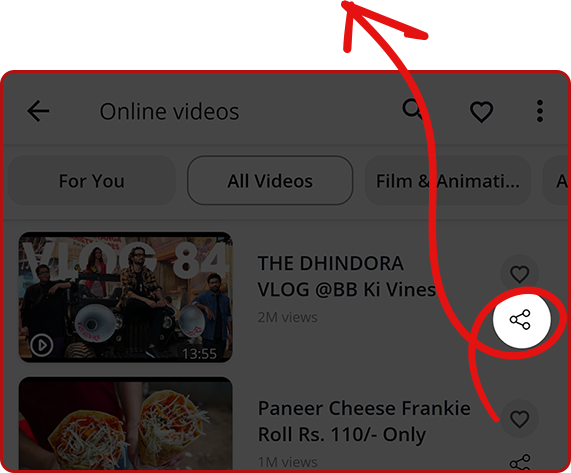 Online videos
For You
All Videos
Film & Animati...
A
VLOG 84
13:55
THE DHINDORA
VLOG @BB Ki Vines
2M views
Paneer Cheese Frankie
Roll Rs. 110/- Only
1M views